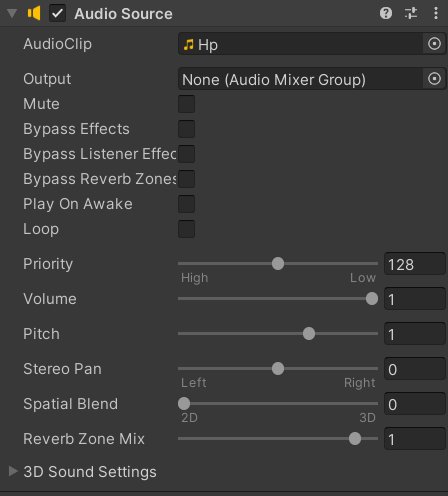 Audio Source
AudioClip Hp
Output None (Audio Mixer Group)
Mute
Bypass Effects
Bypass Listener Effec
Bypass Reverb Zones
Play On Awake
Loop
Priority 128
High Low
Volume 1
Pitch 1
Stereo Pan 0
Left Right
Spatial Blend 0
2D 3D
Reverb Zone Mix 1
3D Sound Settings